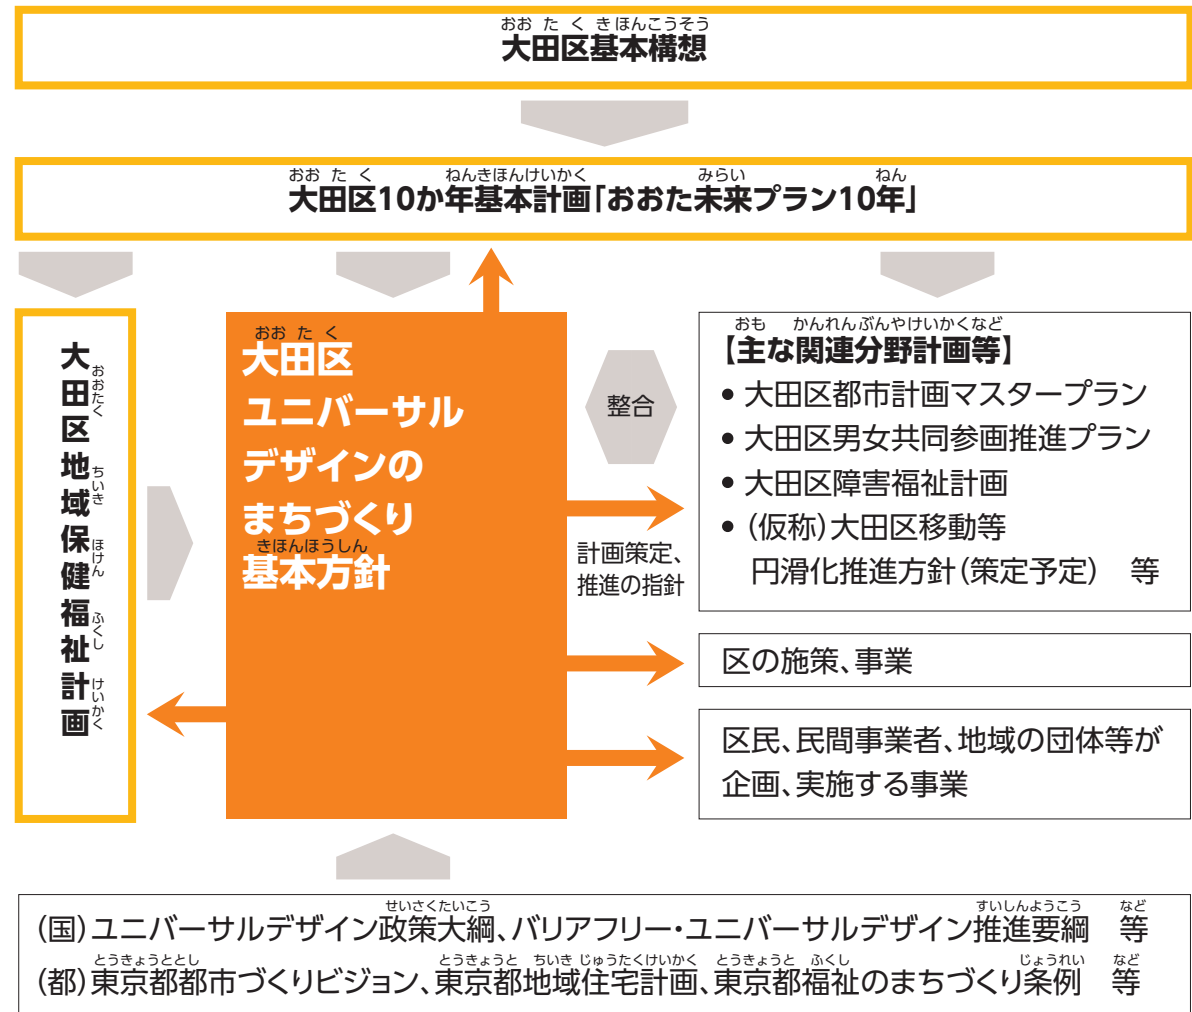 おおたくきほんこうそう
大田区基本構想
おおたく ねんきほんけいかく みらい ねん
大田区10か年基本計画「おおた未来プラン10年」
大田区地域保健福祉計画
おおたく ちいき ほけん ふくし けいかく
おおたく
大田区
ユニバーサル
デザインの
まちづくり
きほんほうしん
基本方針
整合
計画策定、
推進の指針
おも かんれんぶんやけいかくなど
【主な関連分野計画等】
• 大田区都市計画マスタープラン
• 大田区男女共同参画推進プラン
• 大田区障害福祉計画
• (仮称)大田区移動等
円滑化推進方針(策定予定) 等
区の施策、事業
区民、民間事業者、地域の団体等が
企画、実施する事業
せいさくたいこう すいしんようこう など
(国)ユニバーサルデザイン政策大綱、バリアフリー・ユニバーサルデザイン推進要綱 等
とうきょうととし とうきょうと ちいき じゅうたくけいかく とうきょうと ふくし じょうれい など
(都)東京都都市づくりビジョン、東京都地域住宅計画、東京都福祉のまちづくり条例 等